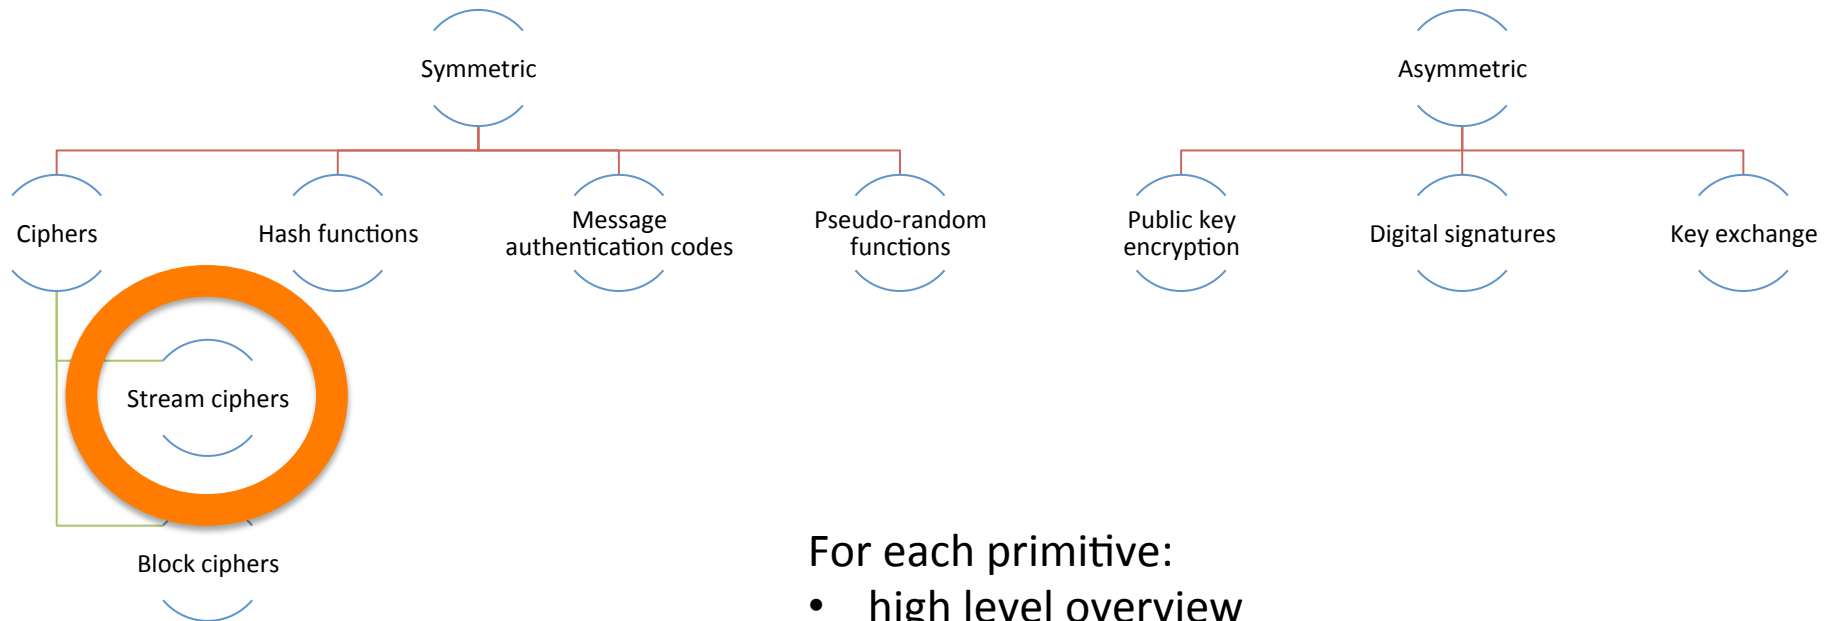 Symmetric
Asymmetric
Ciphers
Hash functions
Message
authentication codes
Pseudo-random
functions
Public key
encryption
Digital signatures
Key exchange
Stream ciphers
Block ciphers
For each primitive:
• high level overview